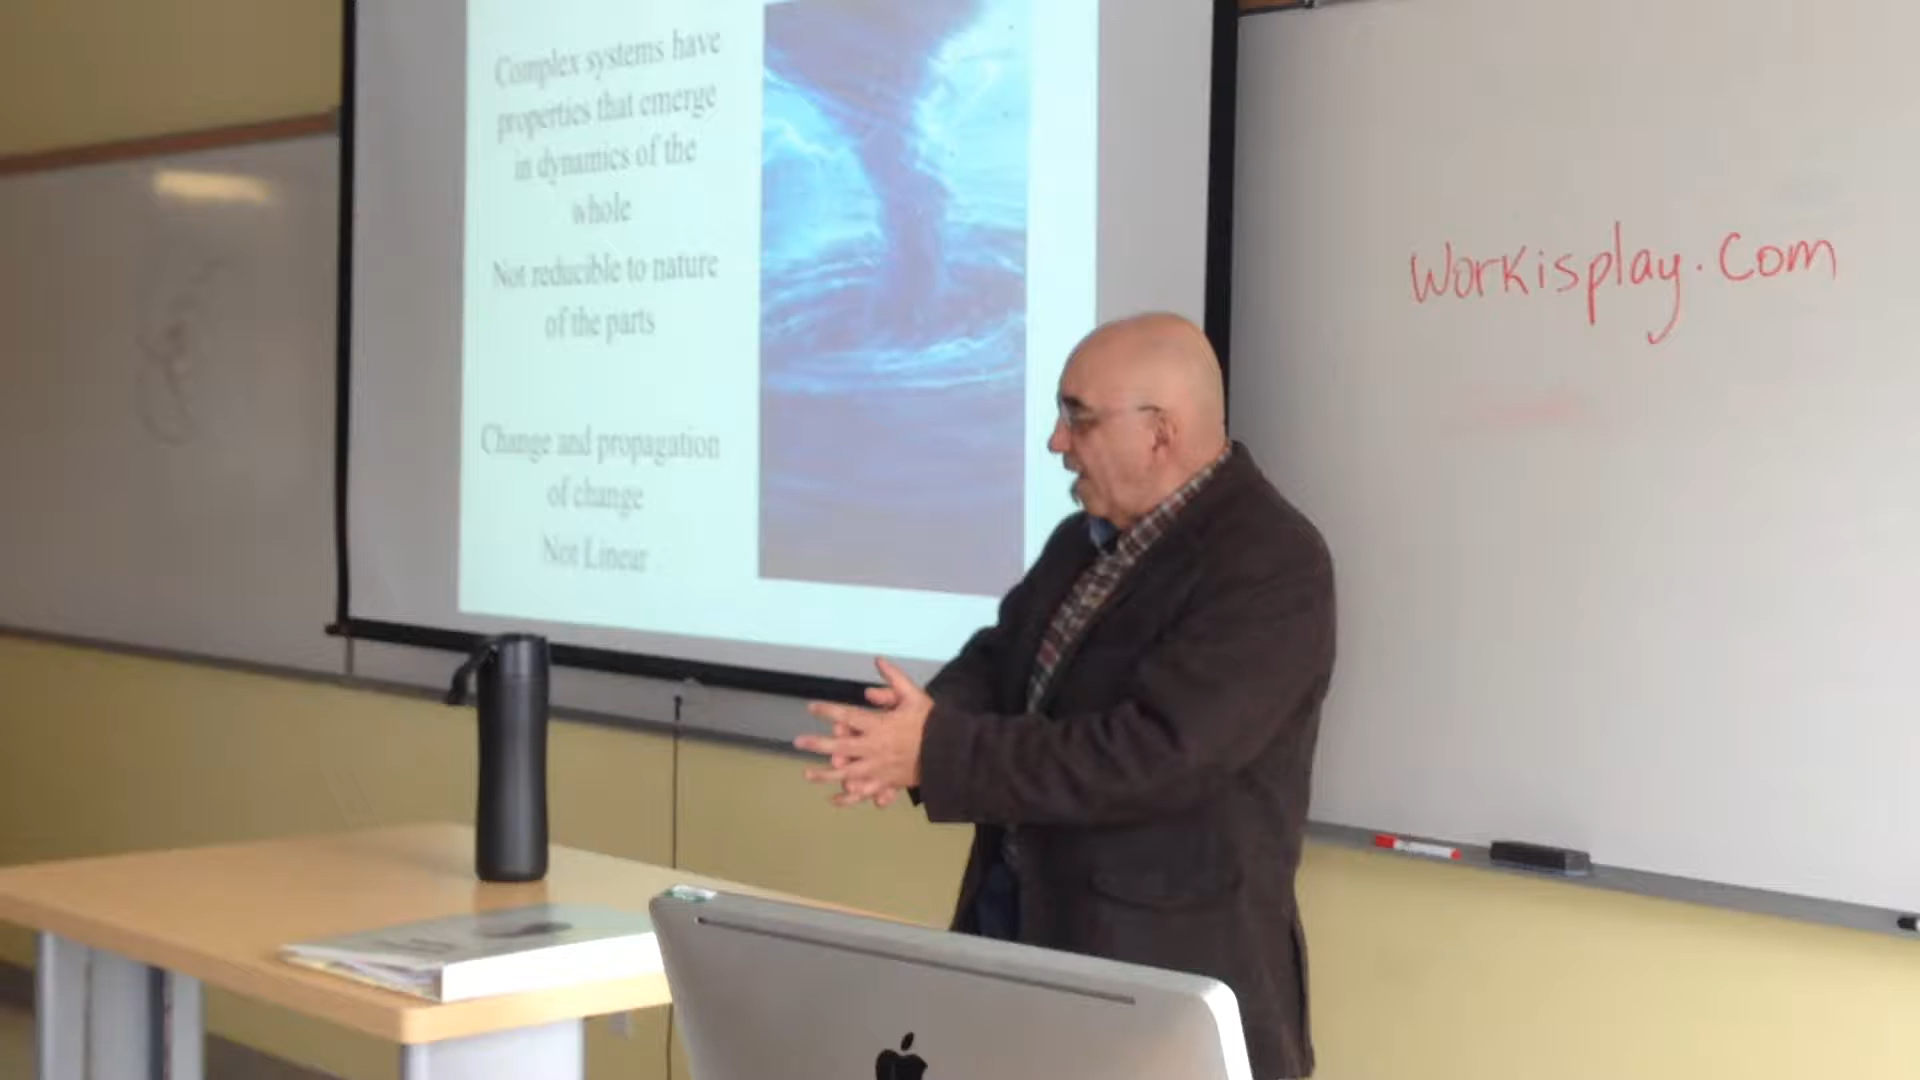 Complex systems have
properties that emerge
in dynamics of the
whole
Not reducible to nature
of the parts
Change and propagation
of change
Not Linear
Workisplay.Com